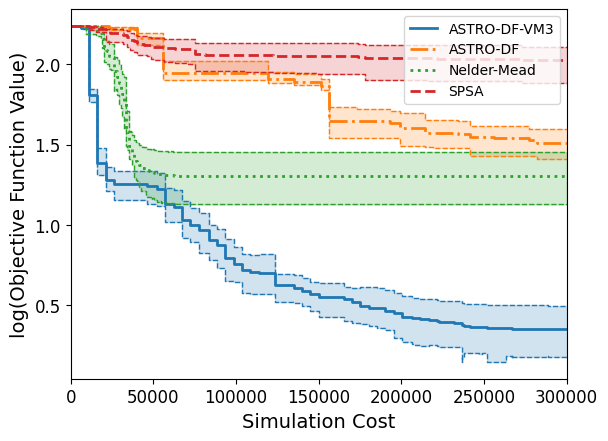 log(Objective Function Value)
2.0
1.5
1.0
0.5
0
50000
100000
150000
200000
250000
300000
Simulation Cost
ASTRO-DF-VM3
ASTRO-DF
Nelder-Mead
SPSA